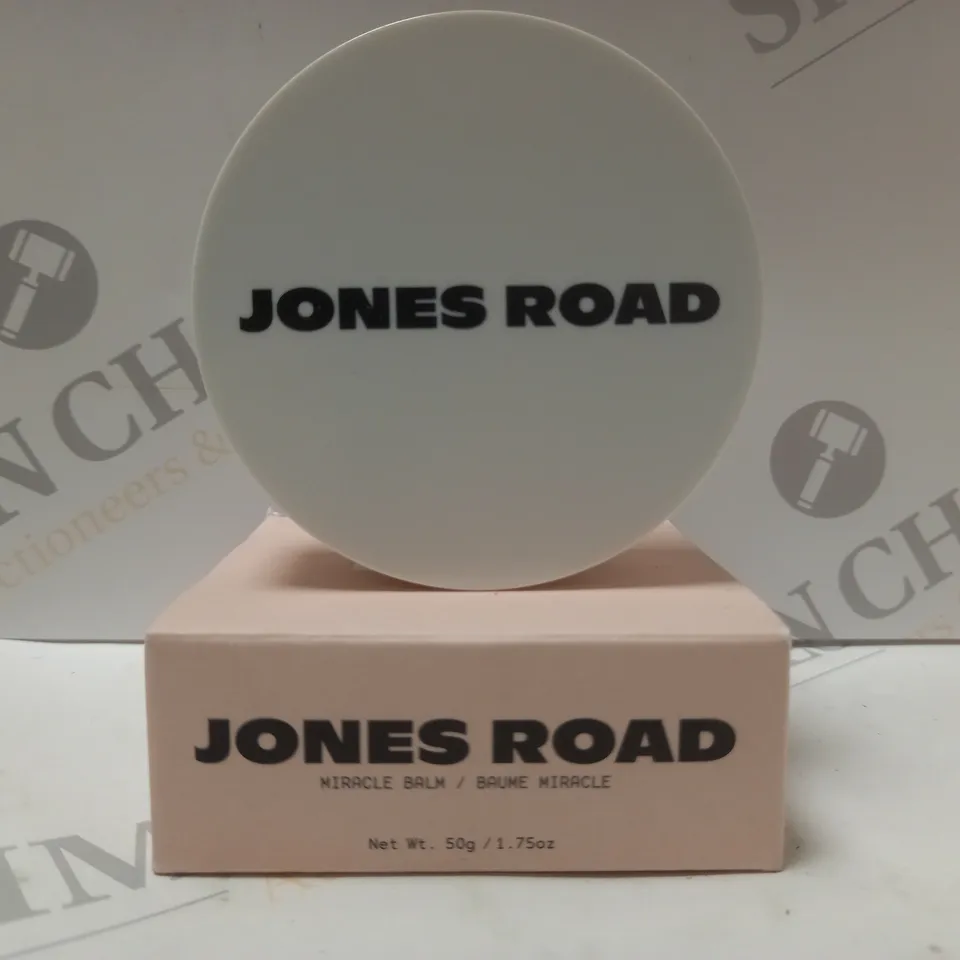 JONES ROAD
JONES ROAD
MIRACLE BALM / BAUME MIRACLE
Net Wt. 50g / 1.75oz